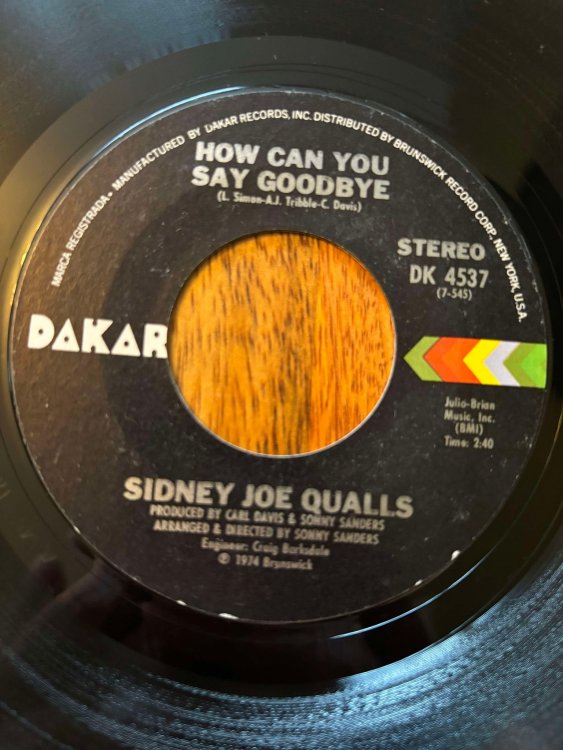 MARCA REGISTRADA • MANUFACTURED BY DAKAR RECORDS, INC. DISTRIBUTED BY BRUNSWICK RECORD CORP. NEW YORK, U.S.A.
HOW CAN YOU
SAY GOODBYE
(L. Simon-A.J. Tribble-C. Davis)
STEREO
DK 4537
(7-545)
DAKAR
Julio-Brian
Music, Inc.
(BMI)
Time: 2:40
SIDNEY JOE QUALLS
PRODUCED BY CARL DAVIS & SONNY SANDERS
ARRANGED & DIRECTED BY SONNY SANDERS
Engineer: Craig Barksdale
℗ 1974 Brunswick